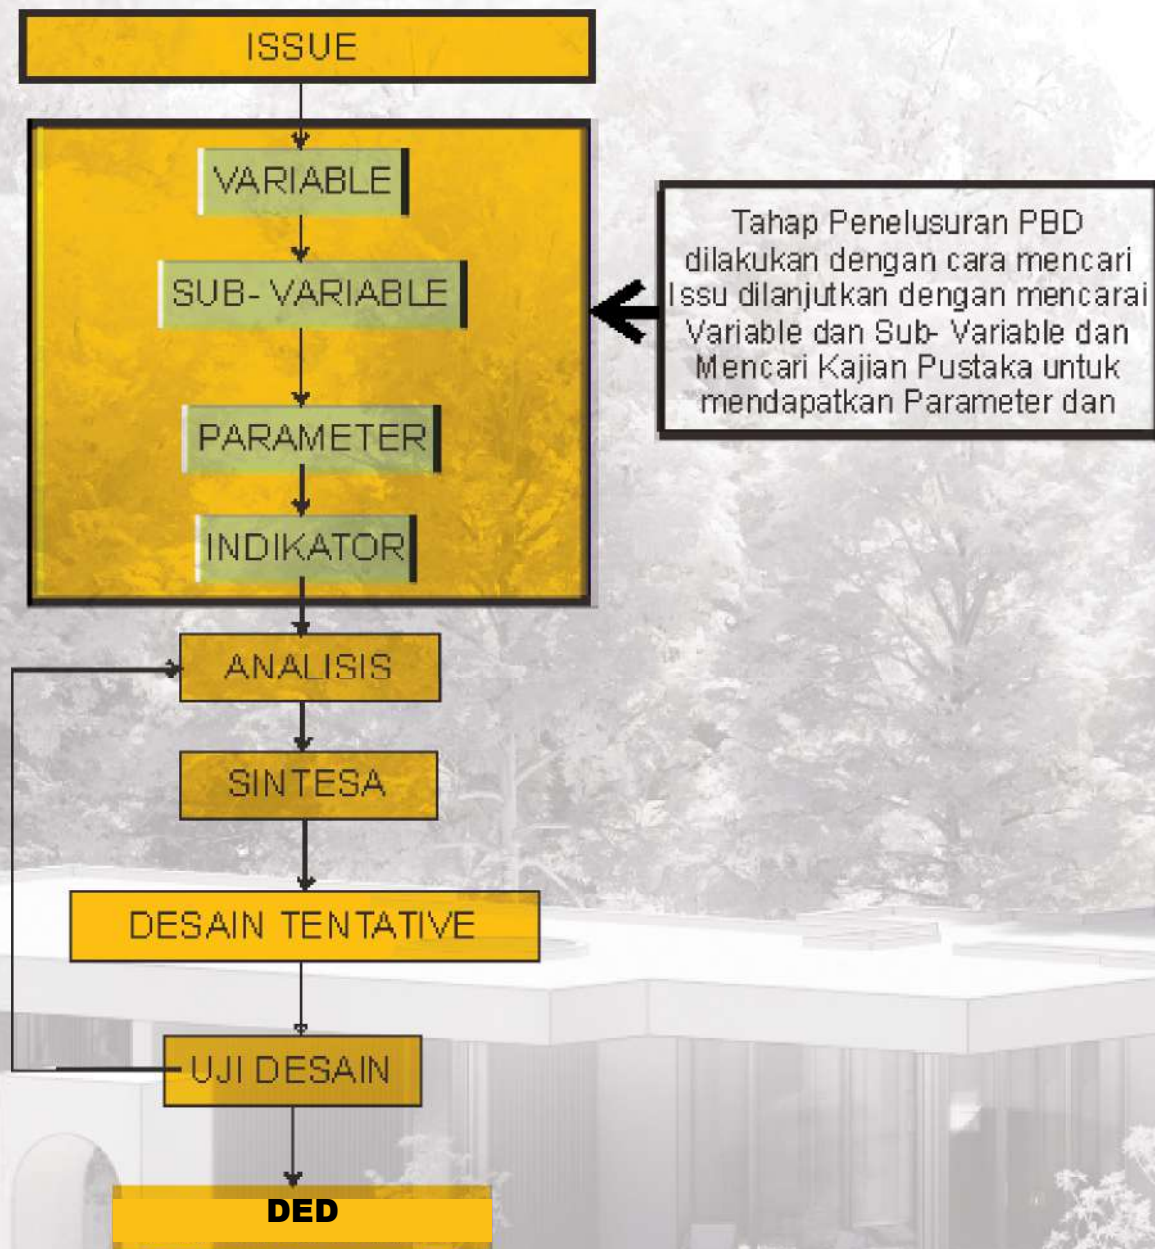 ISSUE
VARIABLE
SUB- VARIABLE
PARAMETER
INDIKATOR
Tahap Penelusuran PBD
dilakukan dengan cara mencari
Issu dilanjutkan dengan mencarai
Variable dan Sub- Variable dan
Mencari Kajian Pustaka untuk
mendapatkan Parameter dan
ANALISIS
SINTESA
DESAIN TENTATIVE
UJI DESAIN
DED